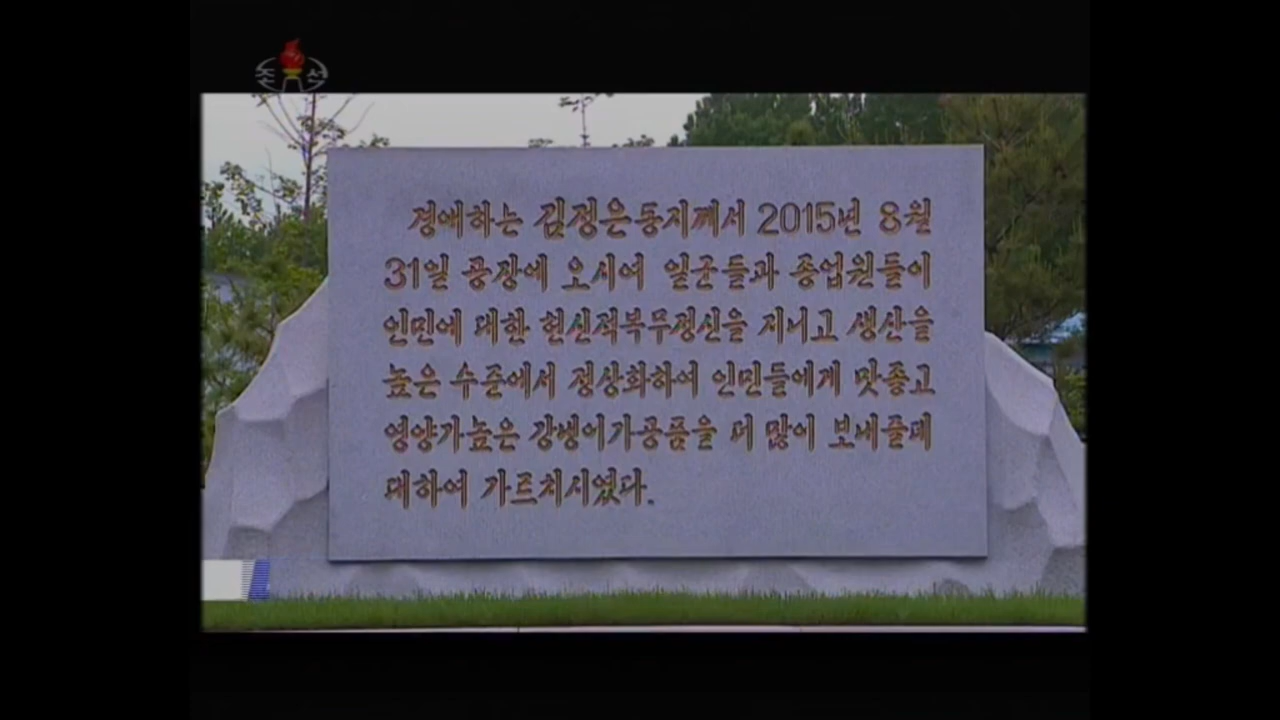 조선
경애하는 김정은동지께서 2015년 8월
31일 공장에 오시여 일군들과 종업원들이
인민에 대한 헌신적복무정신을 지니고 생산을
높은 수준에서 정상화하여 인민들에게 맛좋고
영양가높은 강냉이가공품을 더 많이 보내줄데
대하여 가르치시였다.